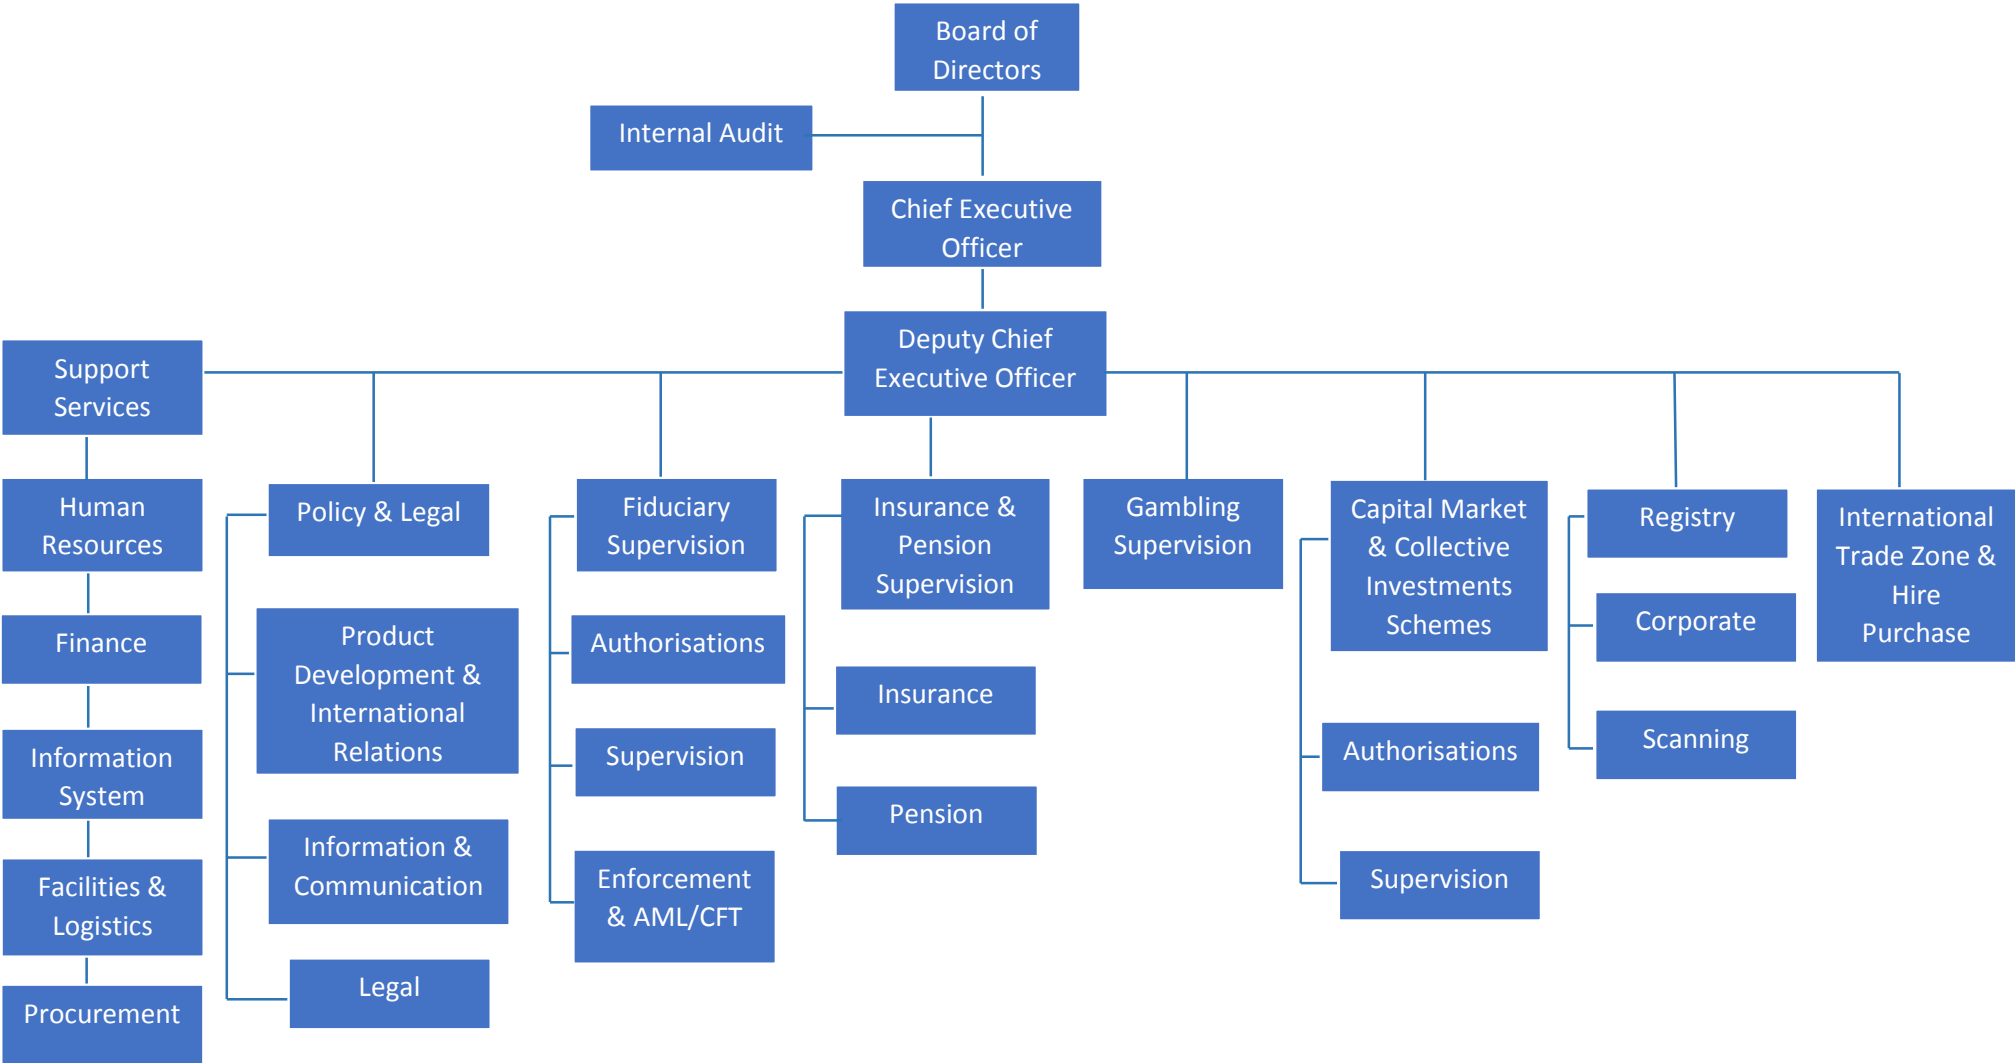 Board of
Directors
Internal Audit
Chief Executive
Officer
Deputy Chief
Executive Officer
Support
Services
Human
Resources
Finance
Information
System
Facilities &
Logistics
Procurement
Policy & Legal
Product
Development &
International
Relations
Information &
Communication
Legal
Fiduciary
Supervision
Authorisations
Supervision
Enforcement
& AML/CFT
Insurance &
Pension
Supervision
Insurance
Pension
Gambling
Supervision
Capital Market
& Collective
Investments
Schemes
Authorisations
Supervision
Registry
Corporate
Scanning
International
Trade Zone &
Hire
Purchase